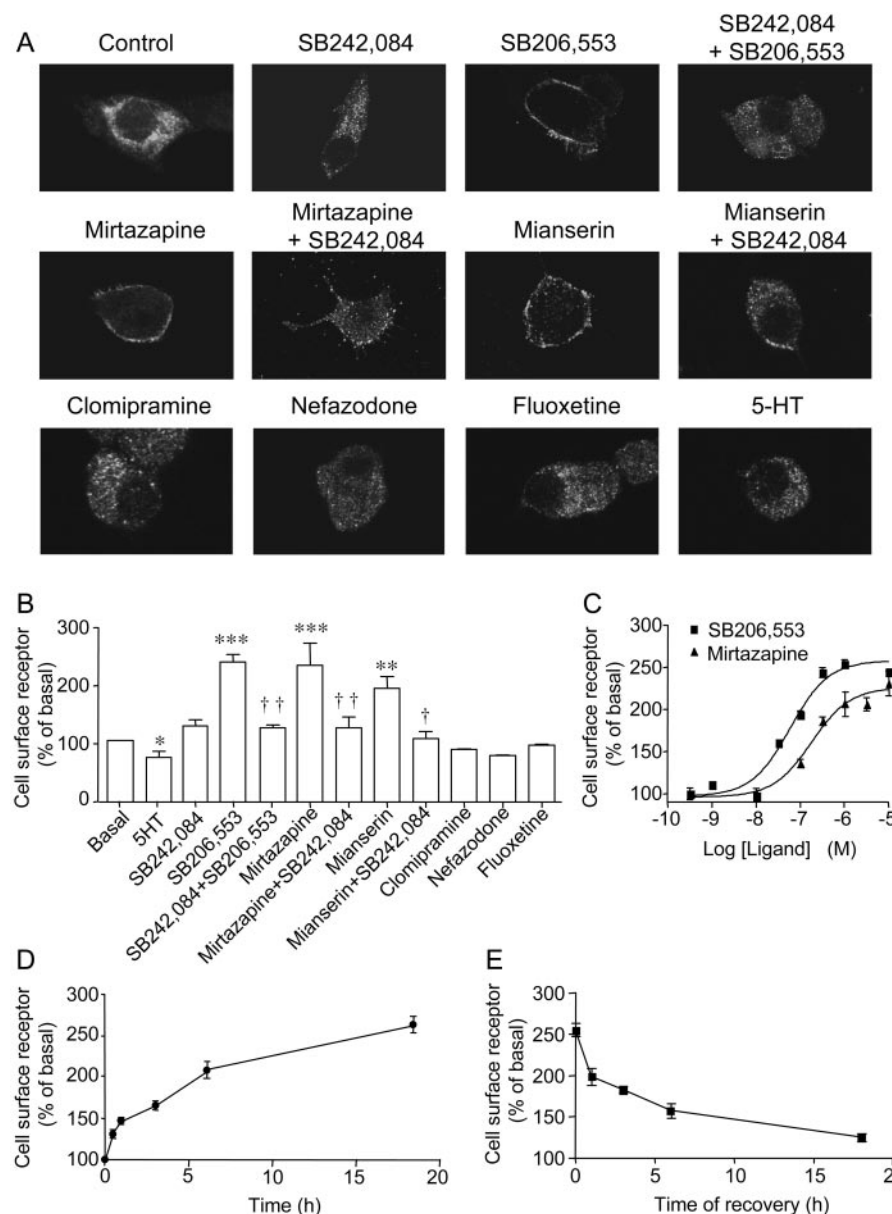 A
Control
SB242,084
SB206,553
SB242,084
+ SB206,553
Mirtazapine
Mirtazapine
+ SB242,084
Mianserin
Mianserin
+ SB242,084
Clomipramine
Nefazodone
Fluoxetine
5-HT
B
Cell surface receptor
(% of basal)
300
200
100
0
*
***
† †
***
† †
**
†
Basal
5HT
SB242,084
SB206,553
SB242,084+SB206,553
Mirtazapine
Mirtazapine+SB242,084
Mianserin
Mianserin+SB242,084
Clomipramine
Nefazodone
Fluoxetine
C
Cell surface receptor
(% of basal)
300
250
200
150
100
SB206,553
Mirtazapine
-10 -9 -8 -7 -6 -5
Log [Ligand] (M)
D
Cell surface receptor
(% of basal)
300
250
200
150
100
0 5 10 15 20
Time (h)
E
Cell surface receptor
(% of basal)
300
250
200
150
100
0 5 10 15 2
Time of recovery (h)